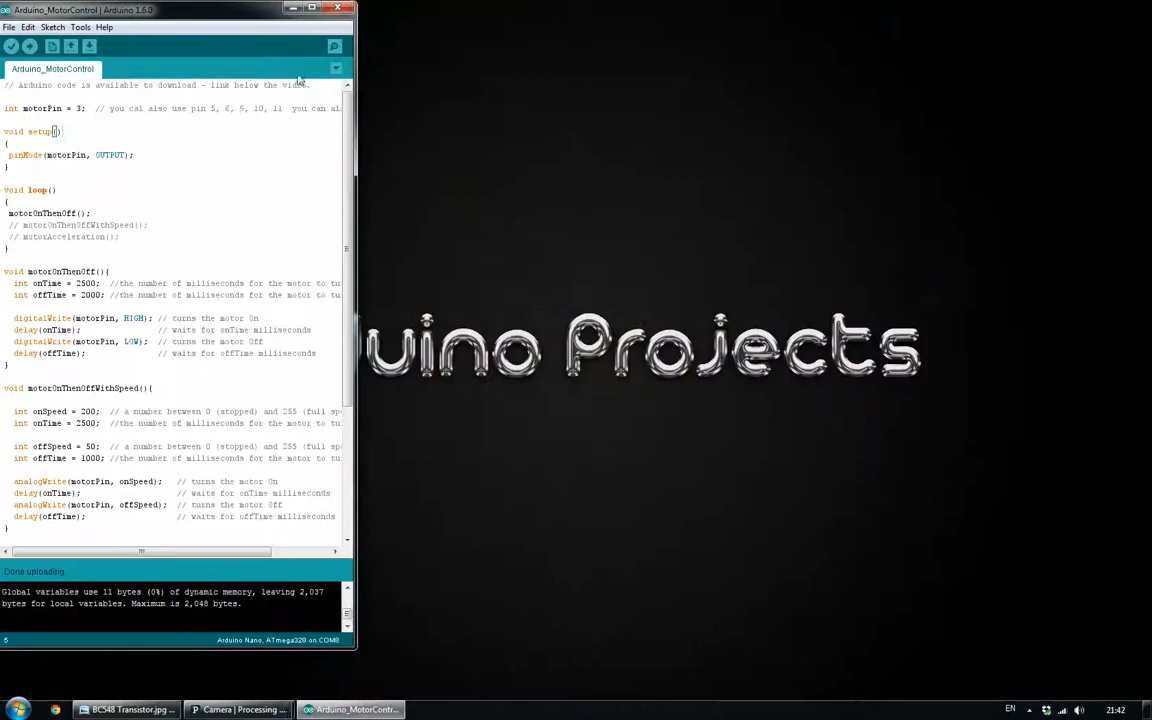 Arduino_MotorControl | Arduino 1.6.0
File Edit Sketch Tools Help
Arduino_MotorControl
// Arduino code is available to download - link below the video.
int motorPin = 3;  // you cal also use pin 5, 6, 9, 10, 11  you can al
void setup()
{
pinMode(motorPin, OUTPUT);
}
void loop()
{
motorOnThenOff();
// motorOnThenOffWithSpeed();
// motorAcceleration();
}
void motorOnThenOff(){
int onTime = 2500;  //the number of milliseconds for the motor to tu
int offTime = 2000; //the number of milliseconds for the motor to tu
digitalWrite(motorPin, HIGH); // turns the motor On
delay(onTime);                // waits for onTime milliseconds
digitalWrite(motorPin, LOW);  // turns the motor Off
delay(offTime);               // waits for offTime milliseconds
}
void motorOnThenOffWithSpeed(){
int onSpeed = 200;  // a number between 0 (stopped) and 255 (full sp
int onTime = 2500;  //the number of milliseconds for the motor to tu
int offSpeed = 50;  // a number between 0 (stopped) and 255 (full sp
int offTime = 1000; //the number of milliseconds for the motor to tu
analogWrite(motorPin, onSpeed);   // turns the motor On
delay(onTime);                    // waits for onTime milliseconds
analogWrite(motorPin, offSpeed);  // turns the motor Off
delay(offTime);                   // waits for offTime milliseconds
}
Done uploading.
Global variables use 11 bytes (0%) of dynamic memory, leaving 2,037
bytes for local variables. Maximum is 2,048 bytes.
5 Arduino Nano, ATmega328 on COM8
uino Projects
BC548 Transistor.jpg ... Camera | Processing ... Arduino_MotorContr... EN 21:42